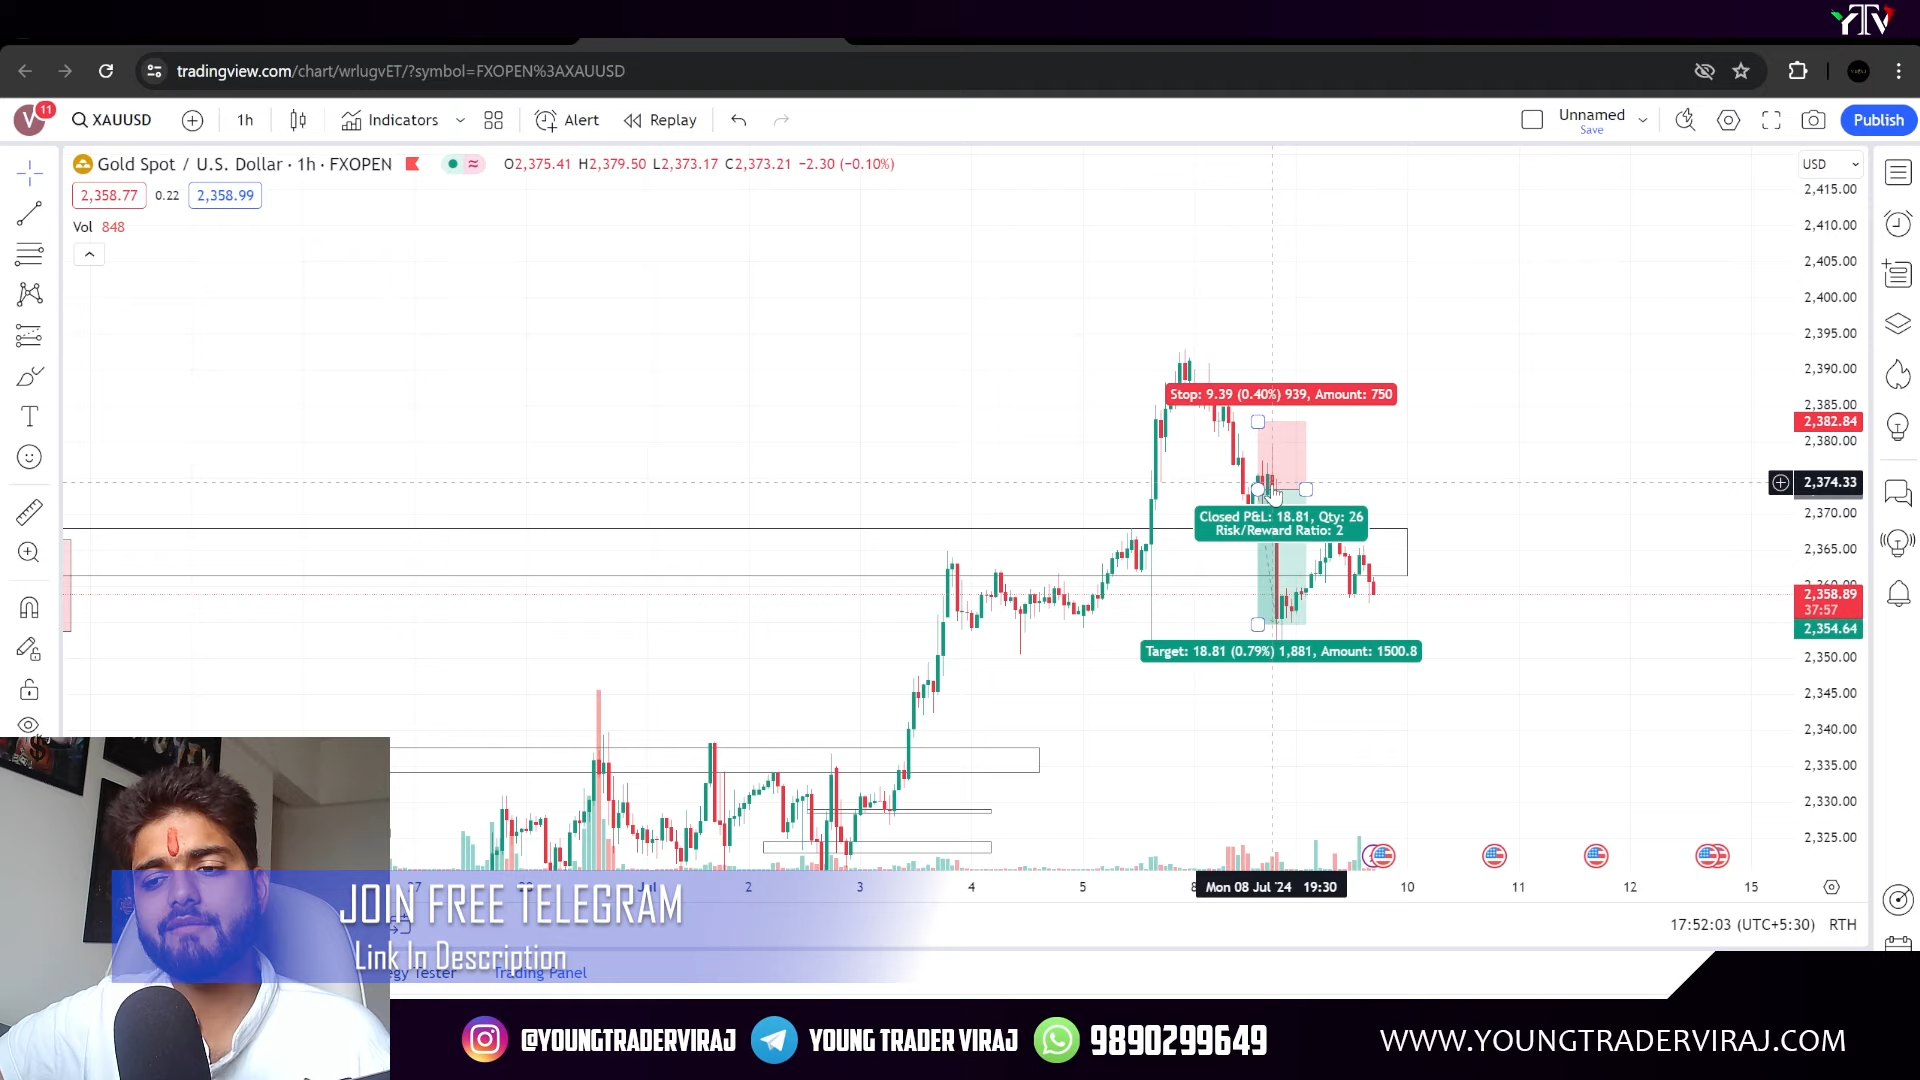 YTV
tradingview.com/chart/wrlugvET/?symbol=FXOPEN%3AXAUUSD
V 11 XAUUSD 1h Indicators Alert Replay Unnamed Save Publish
Gold Spot / U.S. Dollar · 1h · FXOPEN O2,375.41 H2,379.50 L2,373.17 C2,373.21 −2.30 (−0.10%) USD
2,358.77 0.22 2,358.99
Vol 848
2,415.00
2,410.00
2,405.00
2,400.00
2,395.00
2,390.00
2,385.00
2,382.84
2,380.00
2,374.33
2,370.00
2,365.00
2,360.00
2,358.89
37:57
2,354.64
2,350.00
2,345.00
2,340.00
2,335.00
2,330.00
2,325.00
Stop: 9.39 (0.40%) 939, Amount: 750
Closed P&L: 18.81, Qty: 26
Risk/Reward Ratio: 2
Target: 18.81 (0.79%) 1,881, Amount: 1500.8
2 3 4 5 8 Mon 08 Jul '24 19:30 10 11 12 15
17:52:03 (UTC+5:30) RTH
JOIN FREE TELEGRAM
Link In Description
Tester Trading Panel
@YOUNGTRADERVIRAJ YOUNG TRADER VIRAJ 9890299649 WWW.YOUNGTRADERVIRAJ.COM